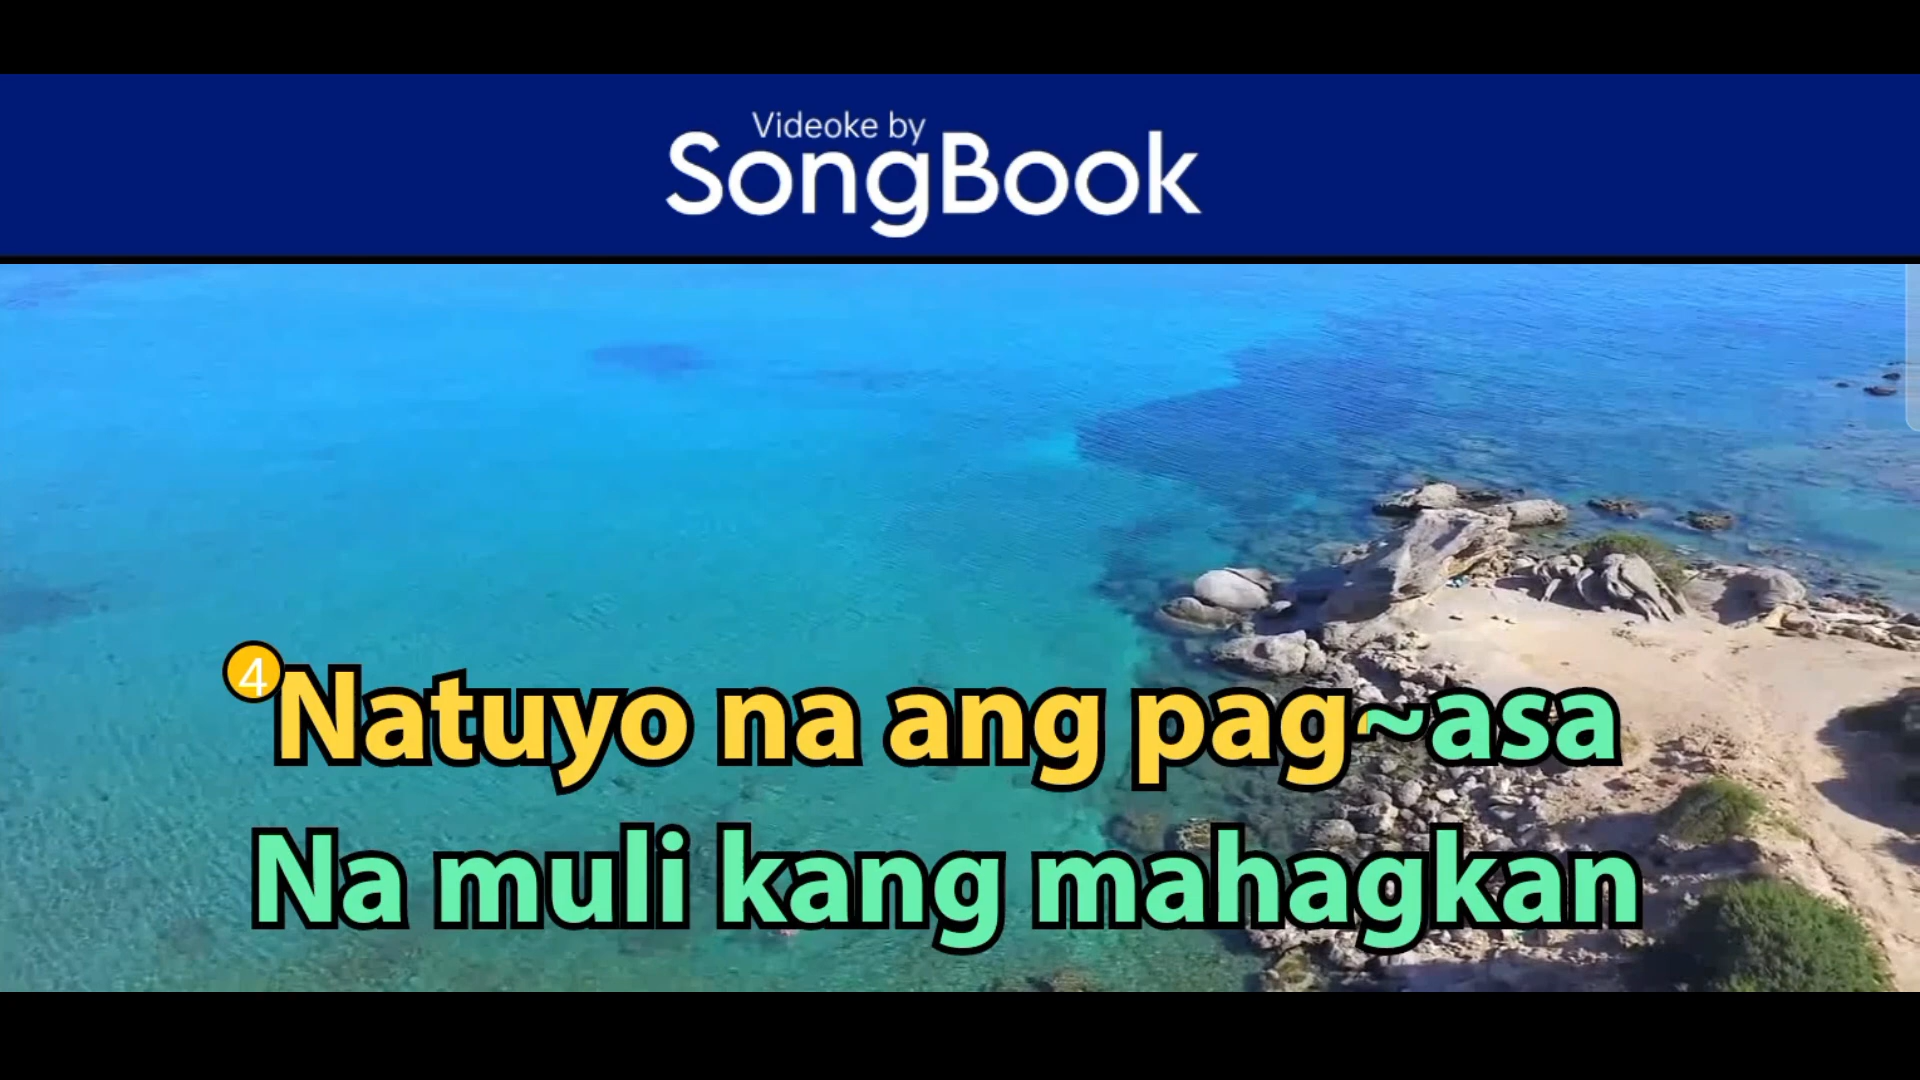 Videoke by
SongBook
4
Natuyo na ang pag~asa
Na muli kang mahagkan